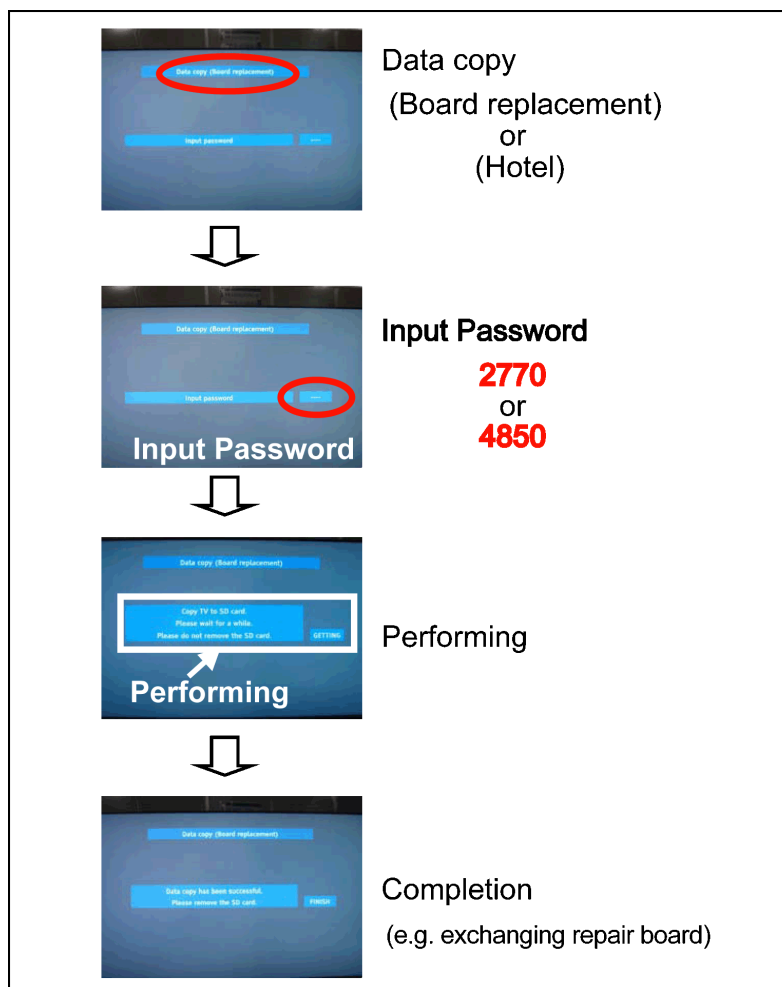 Data copy (Board replacement)
Input password
----
Data copy
(Board replacement)
or
(Hotel)
Data copy (Board replacement)
Input password
----
Input Password
Input Password
2770
or
4850
Data copy (Board replacement)
Copy TV to SD card.
Please wait for a while.
Please do not remove the SD card.
GETTING
Performing
Performing
Data copy (Board replacement)
Data copy has been successful.
Please remove the SD card.
FINISH
Completion
(e.g. exchanging repair board)